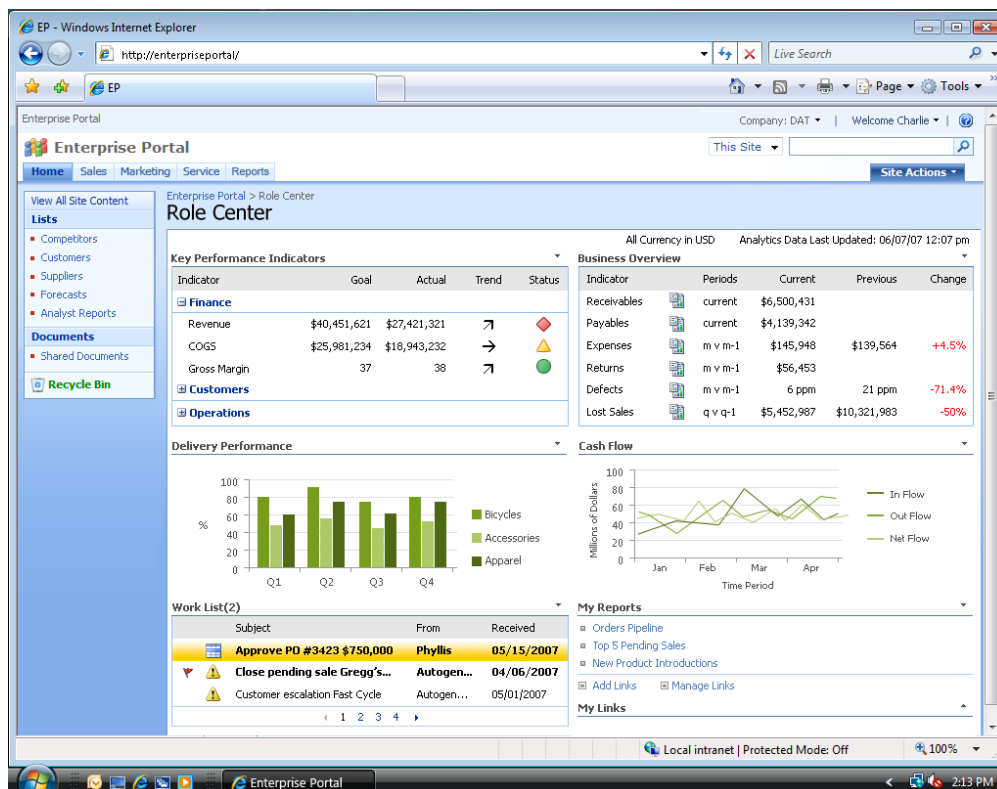 EP - Windows Internet Explorer
http://enterpriseportal/
Live Search
EP
Page
Tools
Enterprise Portal
Company: DAT
Welcome Charlie
Enterprise Portal
This Site
Home Sales Marketing Service Reports
Site Actions
View All Site Content
Lists
Competitors
Customers
Suppliers
Forecasts
Analyst Reports
Documents
Shared Documents
Recycle Bin
Enterprise Portal > Role Center
Role Center
All Currency in USD Analytics Data Last Updated: 06/07/07 12:07 pm
Key Performance Indicators
Indicator Goal Actual Trend Status
Finance
Revenue $40,451,621 $27,421,321
COGS $25,981,234 $18,943,232
Gross Margin 37 38
Customers
Operations
Business Overview
Indicator Periods Current Previous Change
Receivables current $6,500,431
Payables current $4,139,342
Expenses m v m-1 $145,948 $139,564 +4.5%
Returns m v m-1 $56,453
Defects m v m-1 6 ppm 21 ppm -71.4%
Lost Sales q v q-1 $5,452,987 $10,321,983 -50%
Delivery Performance
100
80
60
40
20
0
%
Q1 Q2 Q3 Q4
Bicycles
Accessories
Apparel
Cash Flow
100
80
60
40
20
0
Millions of Dollars
Jan Feb Mar Apr
Time Period
In Flow
Out Flow
Net Flow
Work List(2)
Subject From Received
Approve PO #3423 $750,000 Phyllis 05/15/2007
Close pending sale Gregg's... Autogen... 04/06/2007
Customer escalation Fast Cycle Autogen... 05/01/2007
1 2 3 4
My Reports
Orders Pipeline
Top 5 Pending Sales
New Product Introductions
Add Links Manage Links
My Links
Local intranet | Protected Mode: Off
100%
Enterprise Portal
2:13 PM